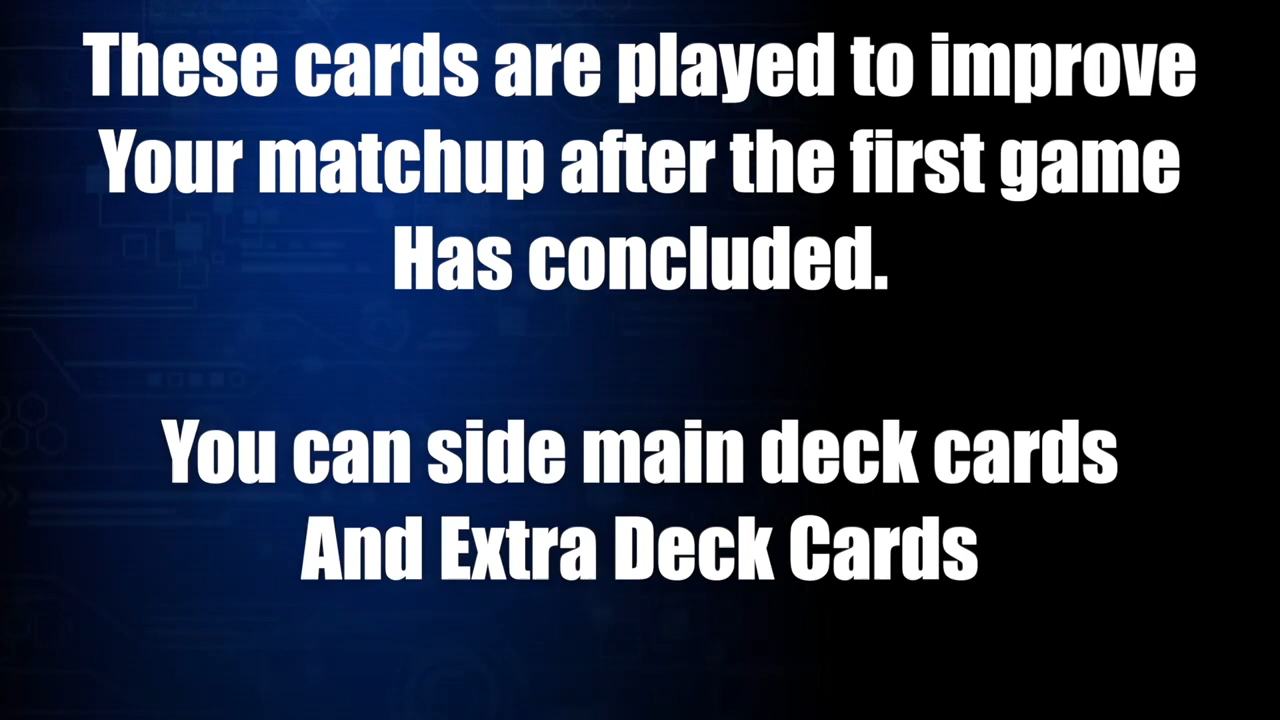 These cards are played to improve
Your matchup after the first game
Has concluded.
You can side main deck cards
And Extra Deck Cards